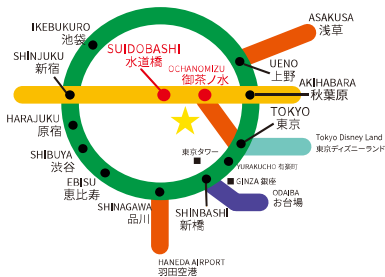 ASAKUSA
浅草
IKEBUKURO
池袋
SUIDOBASHI
水道橋
UENO
上野
SHINJUKU
新宿
OCHANOMIZU
御茶ノ水
AKIHABARA
秋葉原
HARAJUKU
原宿
TOKYO
東京
Tokyo Disney Land
東京ディズニーランド
SHIBUYA
渋谷
東京タワー
YURAKUCHO 有楽町
EBISU
恵比寿
GINZA 銀座
ODAIBA
お台場
SHINAGAWA
品川
SHINBASHI
新橋
HANEDA AIRPORT
羽田空港